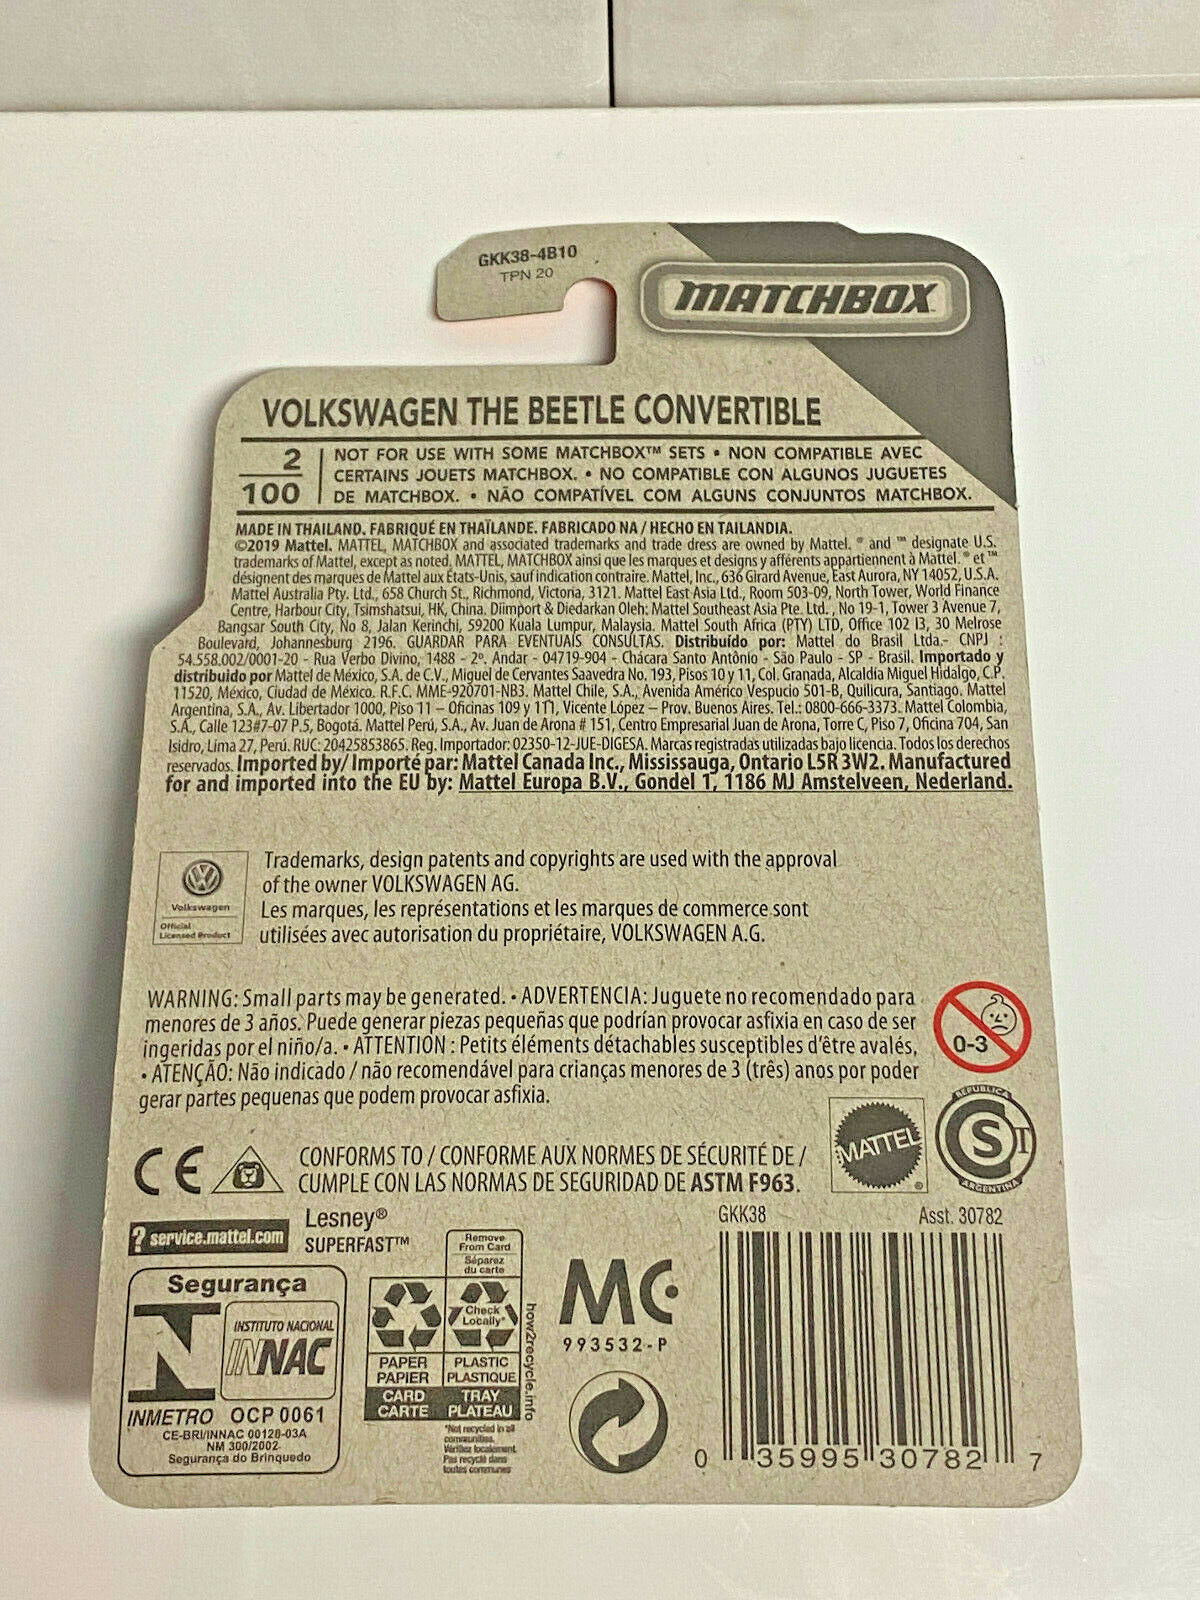 GKK38-4B10
TPN 20
MATCHBOX
VOLKSWAGEN THE BEETLE CONVERTIBLE
2
100
NOT FOR USE WITH SOME MATCHBOX™ SETS • NON COMPATIBLE AVEC
CERTAINS JOUETS MATCHBOX. • NO COMPATIBLE CON ALGUNOS JUGUETES
DE MATCHBOX. • NÃO COMPATÍVEL COM ALGUNS CONJUNTOS MATCHBOX.
MADE IN THAILAND. FABRIQUÉ EN THAÏLANDE. FABRICADO NA / HECHO EN TAILANDIA.
©2019 Mattel. MATTEL, MATCHBOX and associated trademarks and trade dress are owned by Mattel. ® and ™ designate U.S.
trademarks of Mattel, except as noted. MATTEL, MATCHBOX ainsi que les marques et designs y afférents appartiennent à Mattel. ® et ™
désignent des marques de Mattel aux États-Unis, sauf indication contraire. Mattel, Inc., 636 Girard Avenue, East Aurora, NY 14052, U.S.A.
Mattel Australia Pty. Ltd., 658 Church St., Richmond, Victoria, 3121. Mattel East Asia Ltd., Room 503-09, North Tower, World Finance
Centre, Harbour City, Tsimshatsui, HK, China. Diimport & Diedarkan Oleh: Mattel Southeast Asia Pte. Ltd. , No 19-1, Tower 3 Avenue 7,
Bangsar South City, No 8, Jalan Kerinchi, 59200 Kuala Lumpur, Malaysia. Mattel South Africa (PTY) LTD, Office 102 I3, 30 Melrose
Boulevard, Johannesburg 2196. GUARDAR PARA EVENTUAIS CONSULTAS. Distribuído por: Mattel do Brasil Ltda.- CNPJ :
54.558.002/0001-20 - Rua Verbo Divino, 1488 - 2º. Andar - 04719-904 - Chácara Santo Antônio - São Paulo - SP - Brasil. Importado y
distribuido por Mattel de México, S.A. de C.V., Miguel de Cervantes Saavedra No. 193, Pisos 10 y 11, Col. Granada, Alcaldía Miguel Hidalgo, C.P.
11520, México, Ciudad de México. R.F.C. MME-920701-NB3. Mattel Chile, S.A., Avenida Américo Vespucio 501-B, Quilicura, Santiago. Mattel
Argentina, S.A., Av. Libertador 1000, Piso 11 – Oficinas 109 y 111, Vicente López – Prov. Buenos Aires. Tel.: 0800-666-3373. Mattel Colombia,
S.A., Calle 123#7-07 P.5, Bogotá. Mattel Perú, S.A., Av. Juan de Arona # 151, Centro Empresarial Juan de Arona, Torre C, Piso 7, Oficina 704, San
Isidro, Lima 27, Perú. RUC: 20425853865. Reg. Importador: 02350-12-JUE-DIGESA. Marcas registradas utilizadas bajo licencia. Todos los derechos
reservados. Imported by/ Importé par: Mattel Canada Inc., Mississauga, Ontario L5R 3W2. Manufactured
for and imported into the EU by: Mattel Europa B.V., Gondel 1, 1186 MJ Amstelveen, Nederland.
Volkswagen
Official
Licensed Product
Trademarks, design patents and copyrights are used with the approval
of the owner VOLKSWAGEN AG.
Les marques, les représentations et les marques de commerce sont
utilisées avec autorisation du propriétaire, VOLKSWAGEN A.G.
WARNING: Small parts may be generated. • ADVERTENCIA: Juguete no recomendado para
menores de 3 años. Puede generar piezas pequeñas que podrían provocar asfixia en caso de ser
ingeridas por el niño/a. • ATTENTION : Petits éléments détachables susceptibles d'être avalés.
• ATENÇÃO: Não indicado / não recomendável para crianças menores de 3 (três) anos por poder
gerar partes pequenas que podem provocar asfixia.
0-3
REPUBLICA
CST
ARGENTINA
MATTEL®
CE
CONFORMS TO / CONFORME AUX NORMES DE SÉCURITÉ DE /
CUMPLE CON LAS NORMAS DE SEGURIDAD DE ASTM F963.
? service.mattel.com
Lesney®
SUPERFAST™
Segurança
INSTITUTO NACIONAL
INNAC
INMETRO OCP 0061
CE-BRI/INNAC 00128-03A
NM 300/2002
Segurança do Brinquedo
Remove
From Card
Séparez
du carte
Check
Locally*
PAPER
PAPIER
CARD
CARTE
PLASTIC
PLASTIQUE
TRAY
PLATEAU
*Not recycled in all
communities.
Vérifiez localement.
Pas recyclé dans
toutes communes
how2recycle.info
MC
993532-P
GKK38
Asst. 30782
0 35995 30782 7